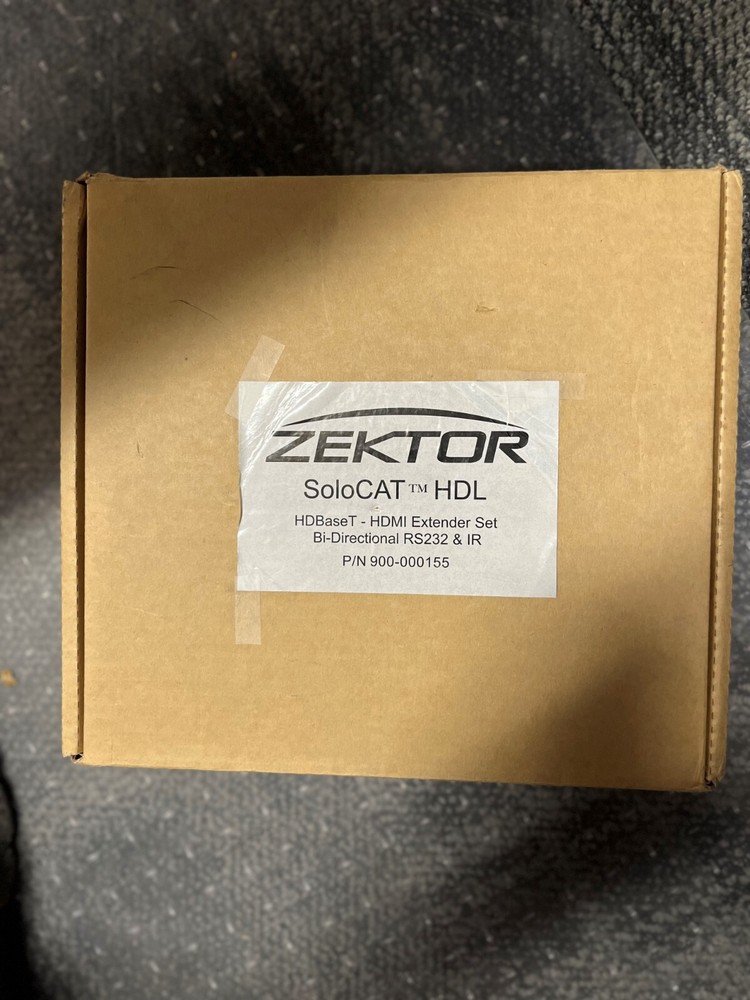 ZEKTOR
SoloCAT™ HDL
HDBaseT - HDMI Extender Set
Bi-Directional RS232 & IR
P/N 900-000155